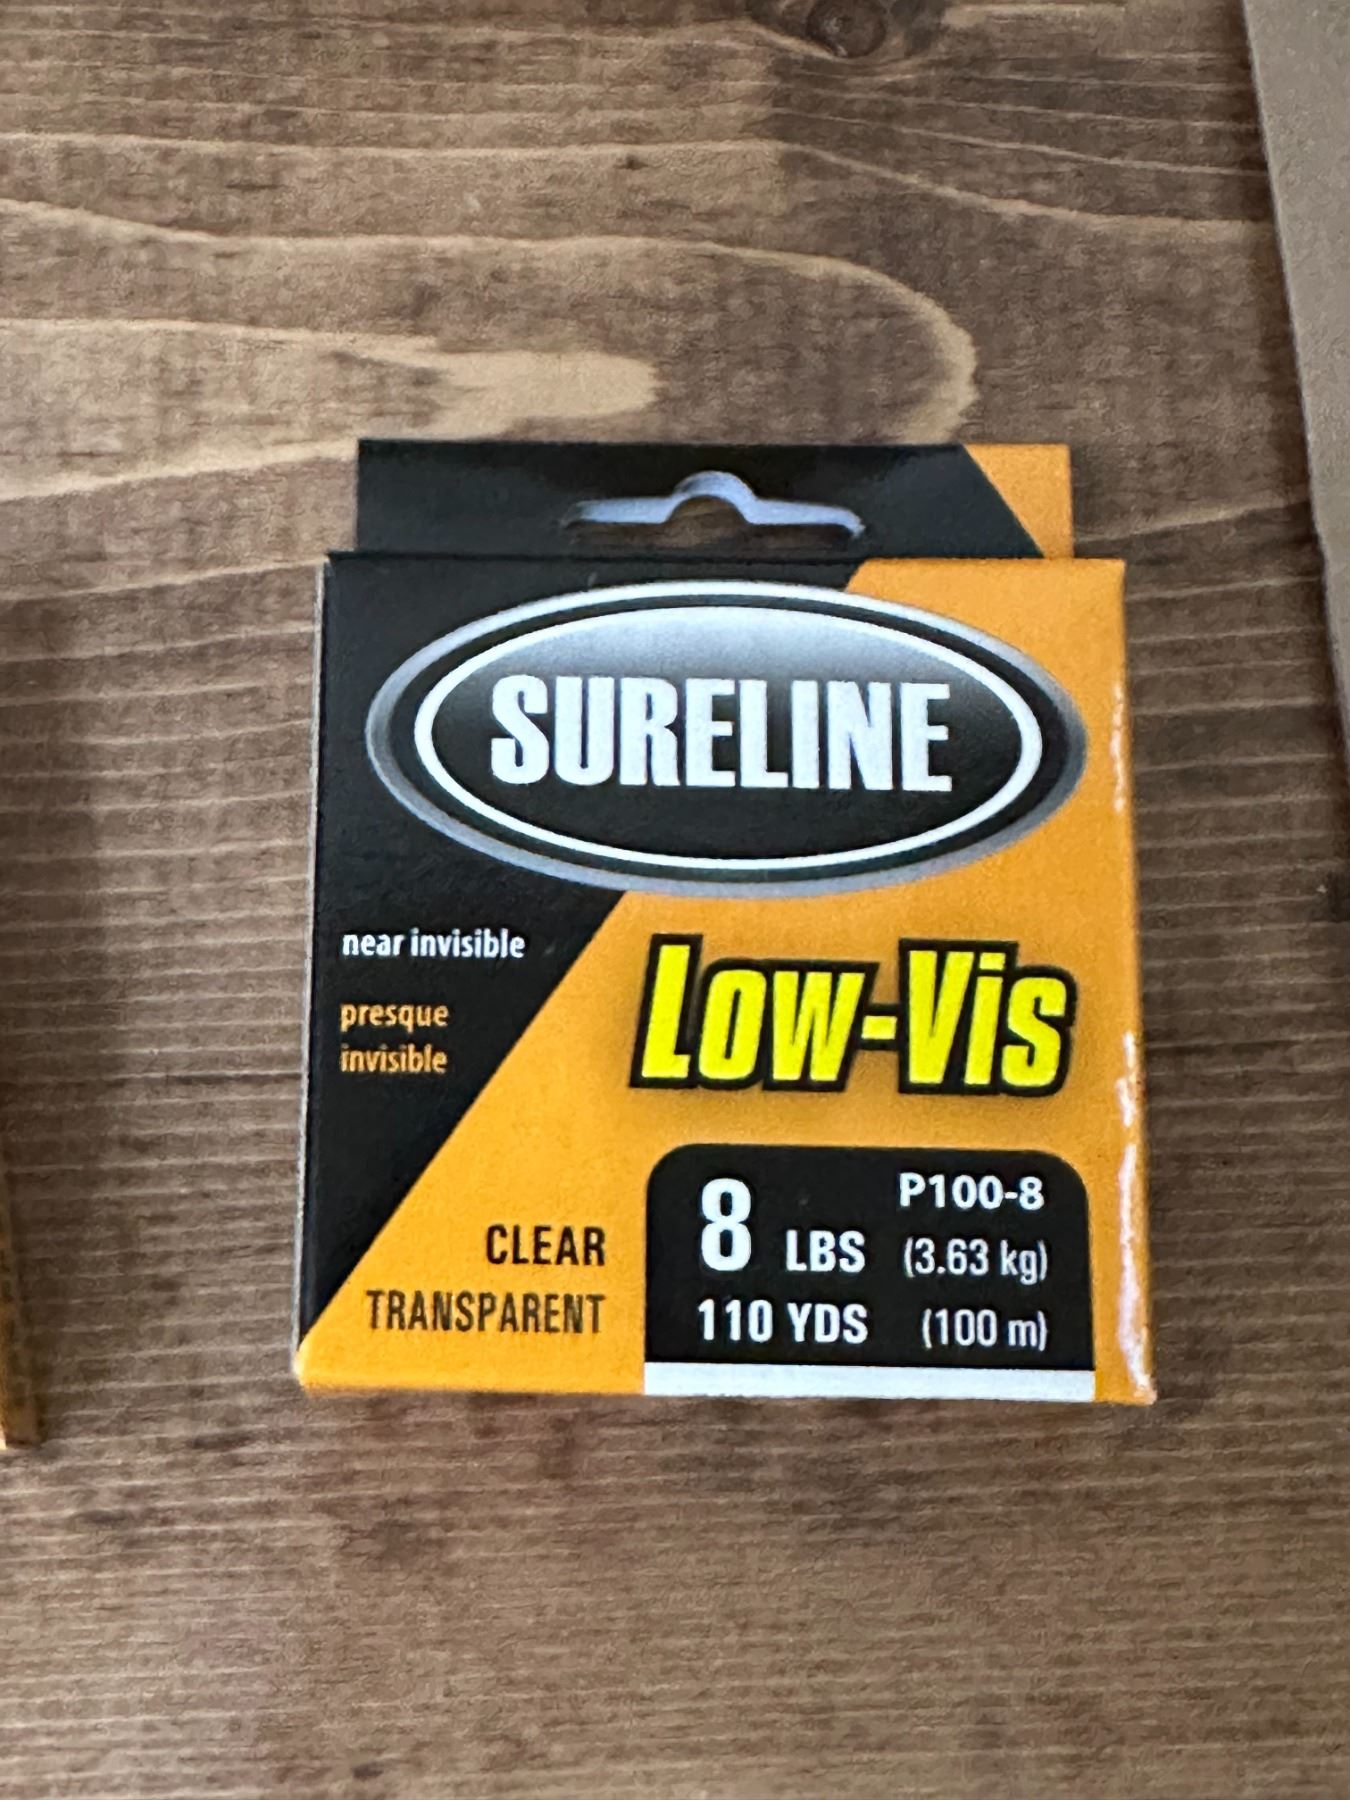 SURELINE
near invisible
presque
invisible
Low-Vis
CLEAR
TRANSPARENT
P100-8
8 LBS (3.63 kg)
110 YDS (100 m)